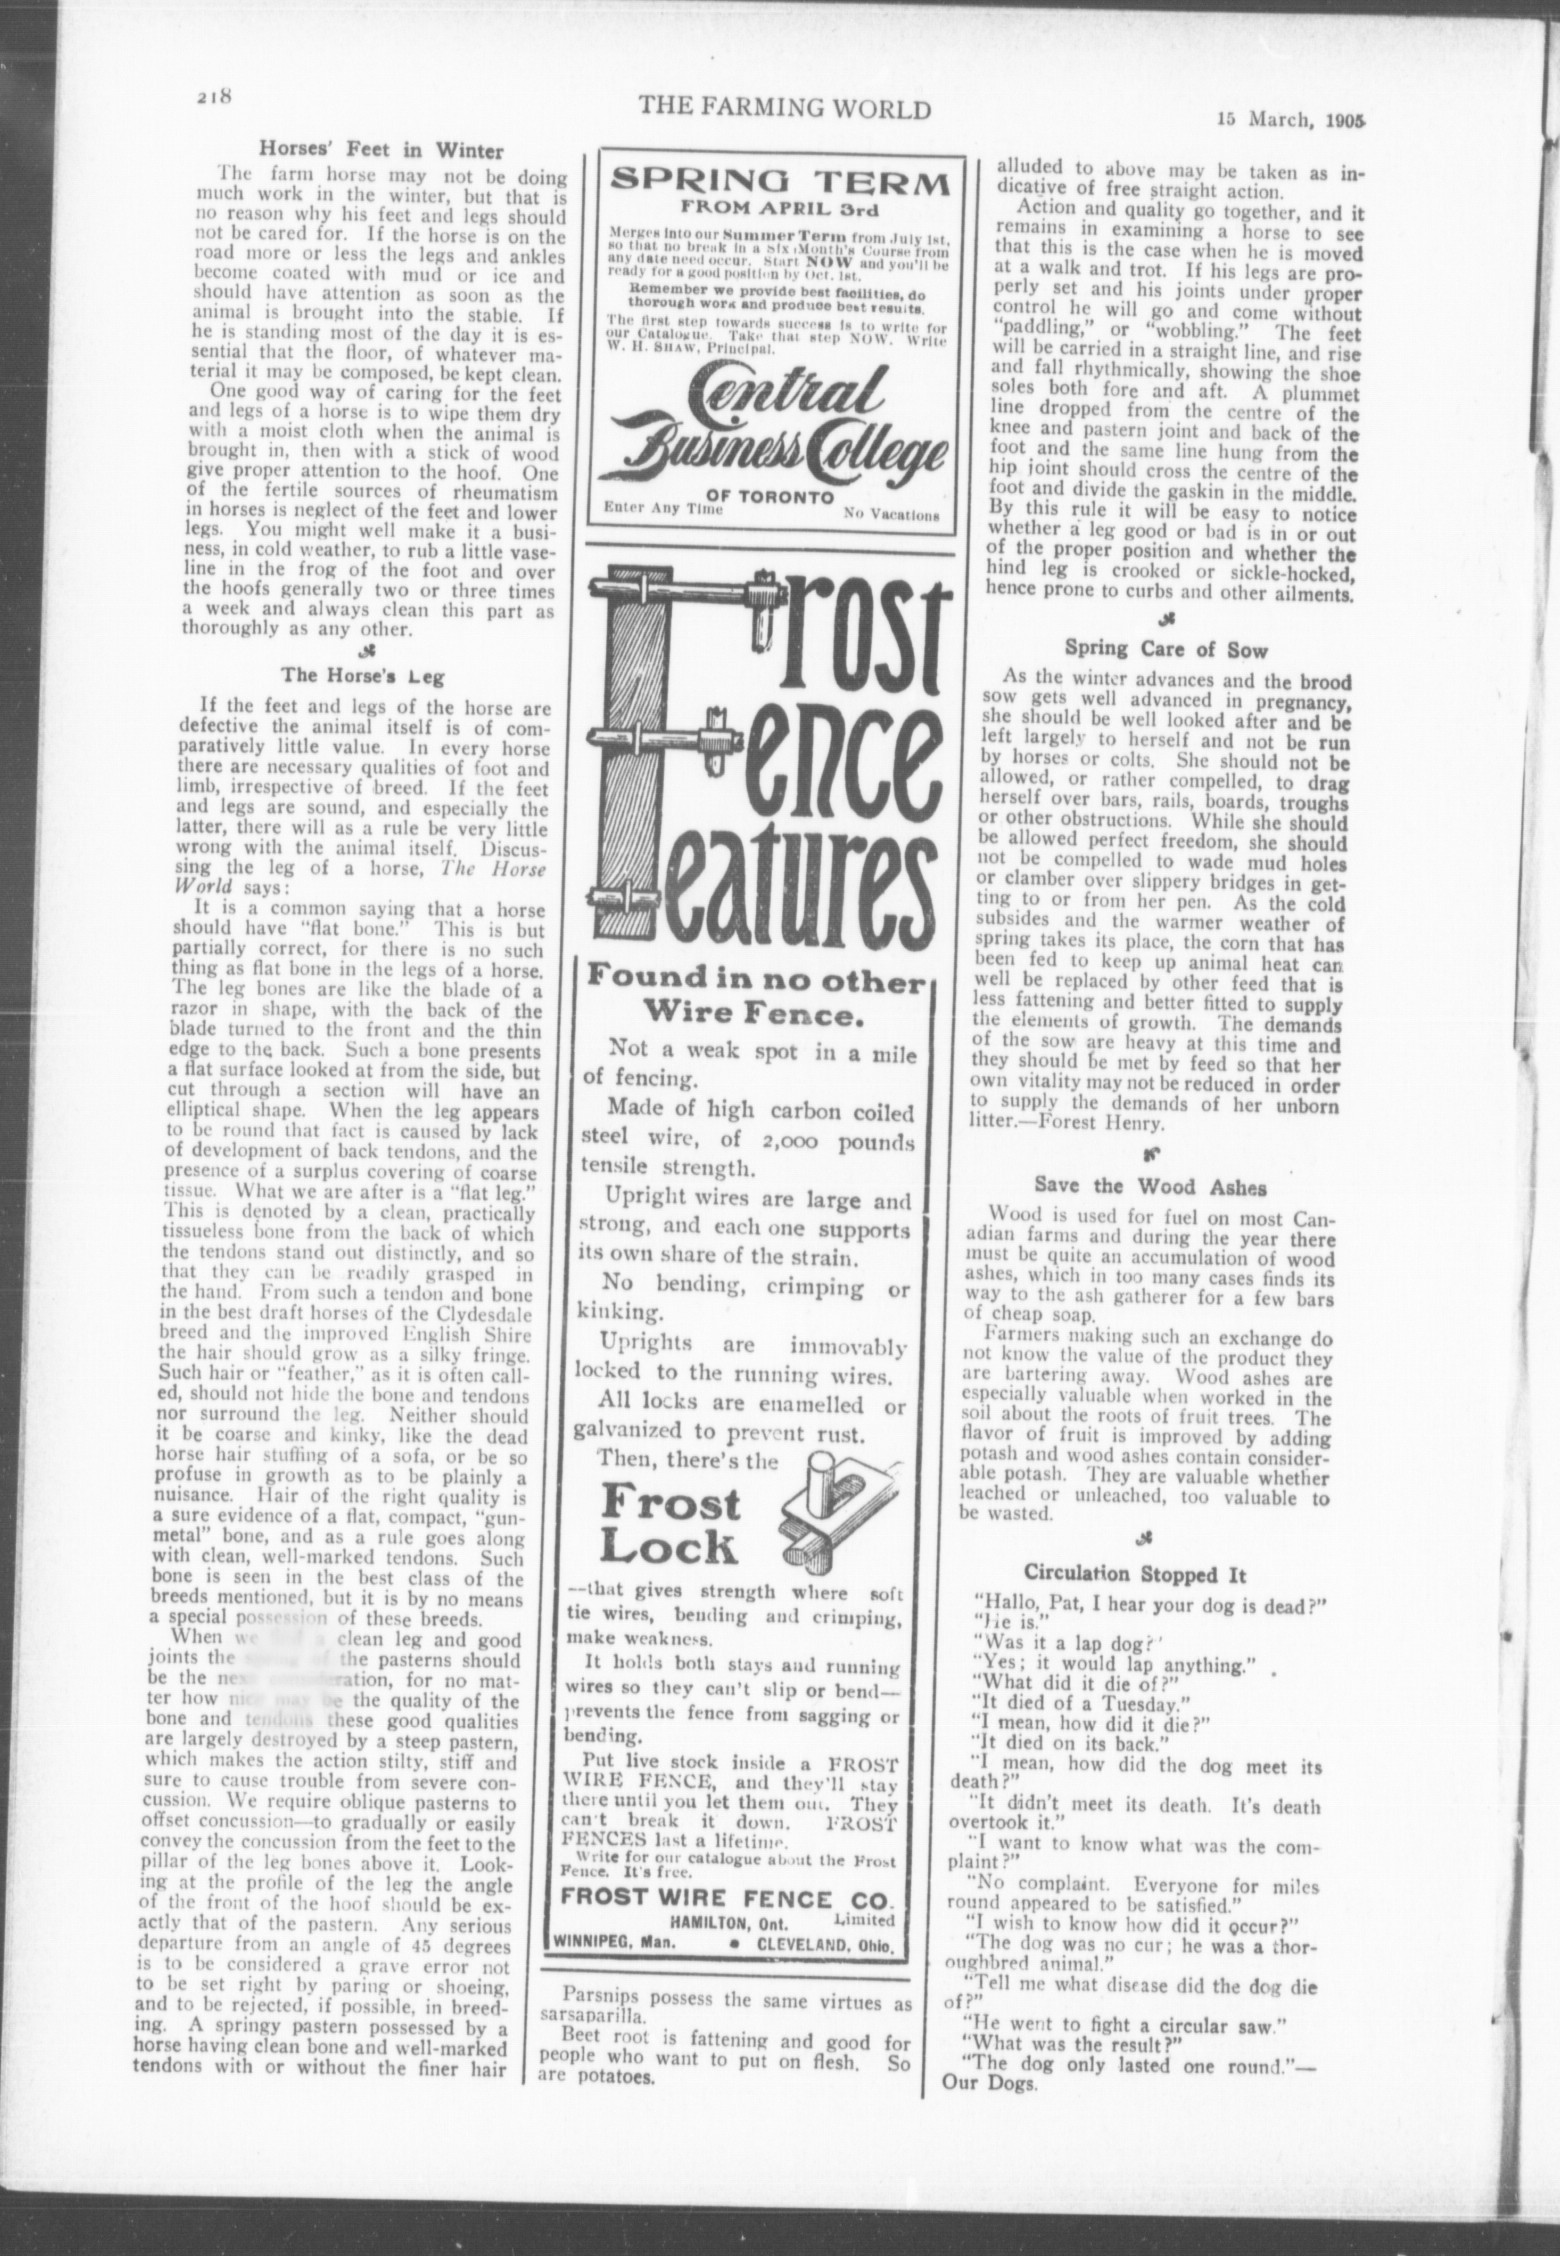 218
THE FARMING WORLD
15 March, 1905
Horses' Feet in Winter
The farm horse may not be doing
much work in the winter, but that is
no reason why his feet and legs should
not be cared for. If the horse is on the
road more or less the legs and ankles
become coated with mud or ice and
should have attention as soon as the
animal is brought into the stable. If
he is standing most of the day it is es-
sential that the floor, of whatever ma-
terial it may be composed, be kept clean.
One good way of caring for the feet
and legs of a horse is to wipe them dry
with a moist cloth when the animal is
brought in, then with a stick of wood
give proper attention to the hoof. One
of the fertile sources of rheumatism
in horses is neglect of the feet and lower
legs. You might well make it a busi-
ness, in cold weather, to rub a little vase-
line in the frog of the foot and over
the hoofs generally two or three times
a week and always clean this part as
thoroughly as any other.
The Horse's Leg
If the feet and legs of the horse are
defective the animal itself is of com-
paratively little value. In every horse
there are necessary qualities of foot and
limb, irrespective of breed. If the feet
and legs are sound, and especially the
latter, there will as a rule be very little
wrong with the animal itself. Discus-
sing the leg of a horse, The Horse
World says:
It is a common saying that a horse
should have "flat bone." This is but
partially correct, for there is no such
thing as flat bone in the legs of a horse.
The leg bones are like the blade of a
razor in shape, with the back of the
blade turned to the front and the thin
edge to the back. Such a bone presents
a flat surface looked at from the side, but
cut through a section will have an
elliptical shape. When the leg appears
to be round that fact is caused by lack
of development of back tendons, and the
presence of a surplus covering of coarse
tissue. What we are after is a "flat leg."
This is denoted by a clean, practically
tissueless bone from the back of which
the tendons stand out distinctly, and so
that they can be readily grasped in
the hand. From such a tendon and bone
in the best draft horses of the Clydesdale
breed and the improved English Shire
the hair should grow as a silky fringe.
Such hair or "feather," as it is often call-
ed, should not hide the bone and tendons
nor surround the leg. Neither should
it be coarse and kinky, like the dead
horse hair stuffing of a sofa, or be so
profuse in growth as to be plainly a
nuisance. Hair of the right quality is
a sure evidence of a flat, compact, "gun-
metal" bone, and as a rule goes along
with clean, well-marked tendons. Such
bone is seen in the best class of the
breeds mentioned, but it is by no means
a special possession of these breeds.
When we clean leg and good
joints the of the pasterns should
be the next consideration, for no mat-
ter how nice may be the quality of the
bone and tendons these good qualities
are largely destroyed by a steep pastern,
which makes the action stilty, stiff and
sure to cause trouble from severe con-
cussion. We require oblique pasterns to
offset concussion—to gradually or easily
convey the concussion from the feet to the
pillar of the leg bones above it. Look-
ing at the profile of the leg the angle
of the front of the hoof should be ex-
actly that of the pastern. Any serious
departure from an angle of 45 degrees
is to be considered a grave error not
to be set right by paring or shoeing,
and to be rejected, if possible, in breed-
ing. A springy pastern possessed by a
horse having clean bone and well-marked
tendons with or without the finer hair
SPRING TERM
FROM APRIL 3rd
Merges into our Summer Term from July 1st,
so that no break in a Six Month's Course from
any date need occur. Start NOW and you'll be
ready for a good position by Oct. 1st.
Remember we provide best facilities, do
thorough work and produce best results.
The first step towards success is to write for
our Catalogue. Take that step NOW. Write
W. H. SHAW, Principal.
Central
Business College
OF TORONTO
Enter Any Time
No Vacations
Frost
Fence
Features
Found in no other
Wire Fence.
Not a weak spot in a mile
of fencing.
Made of high carbon coiled
steel wire, of 2,000 pounds
tensile strength.
Upright wires are large and
strong, and each one supports
its own share of the strain.
No bending, crimping or
kinking.
Uprights are immovably
locked to the running wires.
All locks are enamelled or
galvanized to prevent rust.
Then, there's the
Frost
Lock
—that gives strength where soft
tie wires, bending and crimping,
make weakness.
It holds both stays and running
wires so they can't slip or bend—
prevents the fence from sagging or
bending.
Put live stock inside a FROST
WIRE FENCE, and they'll stay
there until you let them out. They
can't break it down. FROST
FENCES last a lifetime.
Write for our catalogue about the Frost
Fence. It's free.
FROST WIRE FENCE CO.
Limited
HAMILTON, Ont.
WINNIPEG, Man. • CLEVELAND, Ohio.
Parsnips possess the same virtues as
sarsaparilla.
Beet root is fattening and good for
people who want to put on flesh. So
are potatoes.
alluded to above may be taken as in-
dicative of free straight action.
Action and quality go together, and it
remains in examining a horse to see
that this is the case when he is moved
at a walk and trot. If his legs are pro-
perly set and his joints under proper
control he will go and come without
"paddling," or "wobbling." The feet
will be carried in a straight line, and rise
and fall rhythmically, showing the shoe
soles both fore and aft. A plummet
line dropped from the centre of the
knee and pastern joint and back of the
foot and the same line hung from the
hip joint should cross the centre of the
foot and divide the gaskin in the middle.
By this rule it will be easy to notice
whether a leg good or bad is in or out
of the proper position and whether the
hind leg is crooked or sickle-hocked,
hence prone to curbs and other ailments.
Spring Care of Sow
As the winter advances and the brood
sow gets well advanced in pregnancy,
she should be well looked after and be
left largely to herself and not be run
by horses or colts. She should not be
allowed, or rather compelled, to drag
herself over bars, rails, boards, troughs
or other obstructions. While she should
be allowed perfect freedom, she should
not be compelled to wade mud holes
or clamber over slippery bridges in get-
ting to or from her pen. As the cold
subsides and the warmer weather of
spring takes its place, the corn that has
been fed to keep up animal heat can
well be replaced by other feed that is
less fattening and better fitted to supply
the elements of growth. The demands
of the sow are heavy at this time and
they should be met by feed so that her
own vitality may not be reduced in order
to supply the demands of her unborn
litter.—Forest Henry.
Save the Wood Ashes
Wood is used for fuel on most Can-
adian farms and during the year there
must be quite an accumulation of wood
ashes, which in too many cases finds its
way to the ash gatherer for a few bars
of cheap soap.
Farmers making such an exchange do
not know the value of the product they
are bartering away. Wood ashes are
especially valuable when worked in the
soil about the roots of fruit trees. The
flavor of fruit is improved by adding
potash and wood ashes contain consider-
able potash. They are valuable whether
leached or unleached, too valuable to
be wasted.
Circulation Stopped It
"Hallo, Pat, I hear your dog is dead?"
"He is."
"Was it a lap dog?'
"Yes; it would lap anything."
"What did it die of?"
"It died of a Tuesday."
"I mean, how did it die?"
"It died on its back."
"I mean, how did the dog meet its
death?"
"It didn't meet its death. It's death
overtook it."
"I want to know what was the com-
plaint?"
"No complaint. Everyone for miles
round appeared to be satisfied."
"I wish to know how did it occur?"
"The dog was no cur; he was a thor-
oughbred animal."
"Tell me what disease did the dog die
of?"
"He went to fight a circular saw."
"What was the result?"
"The dog only lasted one round."—
Our Dogs.